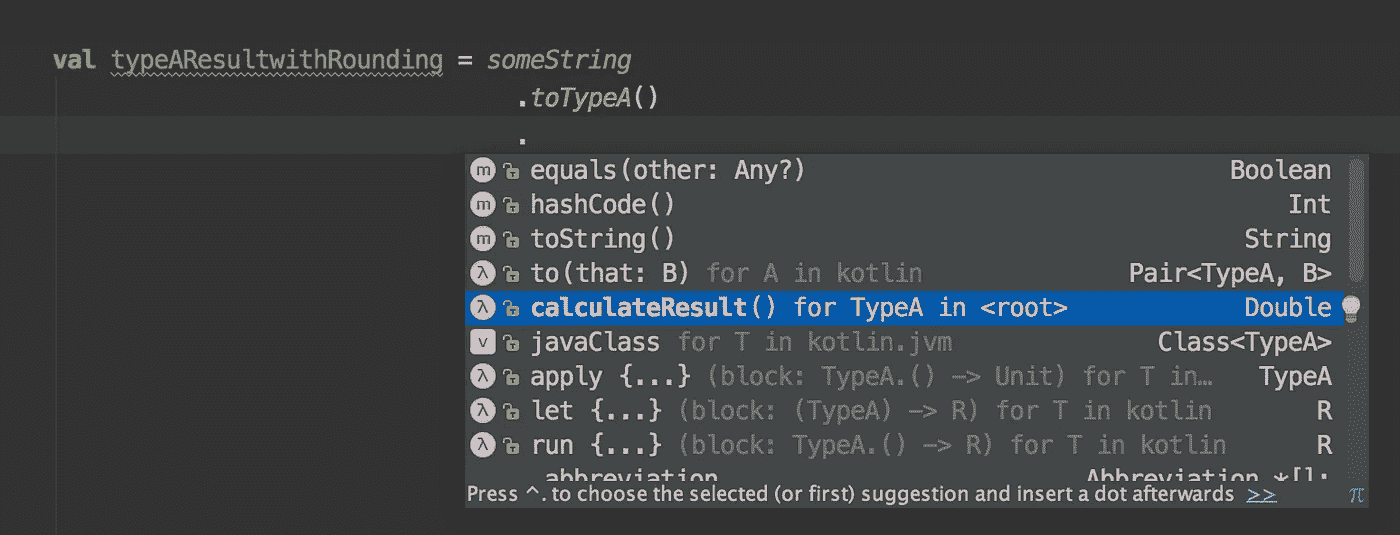 val typeAResultwithRounding = someString
.toTypeA()
.
m equals(other: Any?) Boolean
m hashCode() Int
m toString() String
λ to(that: B) for A in kotlin Pair<TypeA, B>
λ calculateResult() for TypeA in <root> Double
v javaClass for T in kotlin.jvm Class<TypeA>
λ apply {...} (block: TypeA.() -> Unit) for T in… TypeA
λ let {...} (block: (TypeA) -> R) for T in kotlin R
λ run {...} (block: TypeA.() -> R) for T in kotlin R
abbreviation Abbreviation
Press ^. to choose the selected (or first) suggestion and insert a dot afterwards >> π